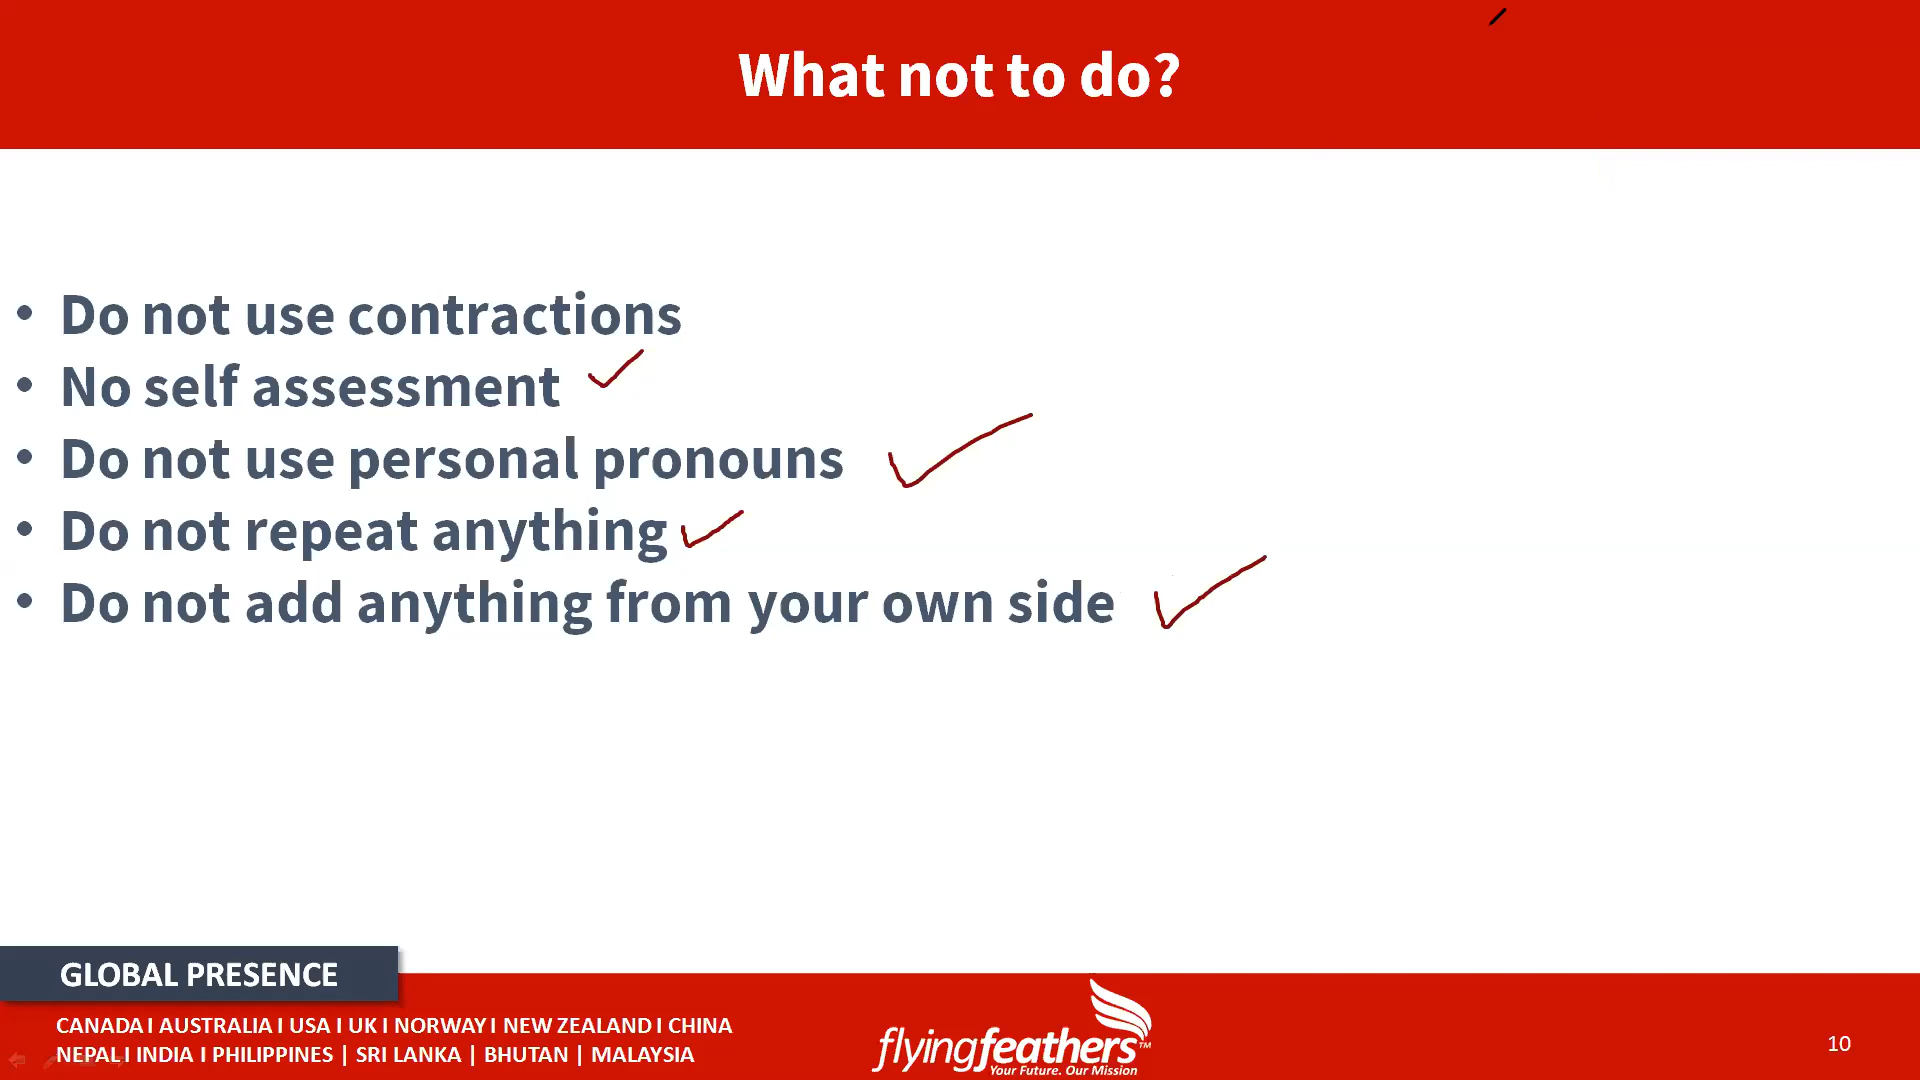 What not to do?
• Do not use contractions
• No self assessment
• Do not use personal pronouns
• Do not repeat anything
• Do not add anything from your own side
GLOBAL PRESENCE
CANADA I AUSTRALIA I USA I UK I NORWAY I NEW ZEALAND I CHINA
NEPAL I INDIA I PHILIPPINES | SRI LANKA | BHUTAN | MALAYSIA
flyingfeathers™
Your Future. Our Mission
10